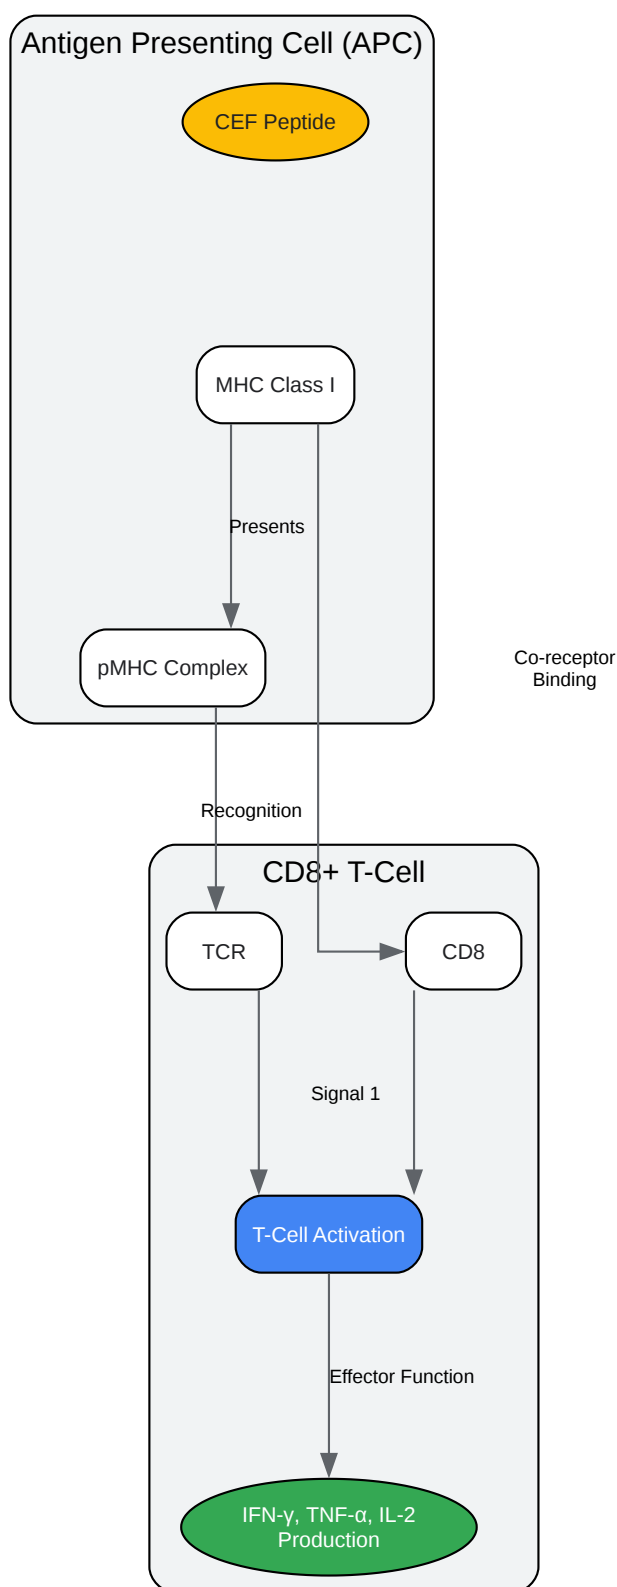 Antigen Presenting Cell (APC)
CEF Peptide
MHC Class I
Presents
pMHC Complex
Co-receptor
Binding
Recognition
CD8+ T-Cell
TCR
CD8
Signal 1
T-Cell Activation
Effector Function
IFN-γ, TNF-α, IL-2
Production